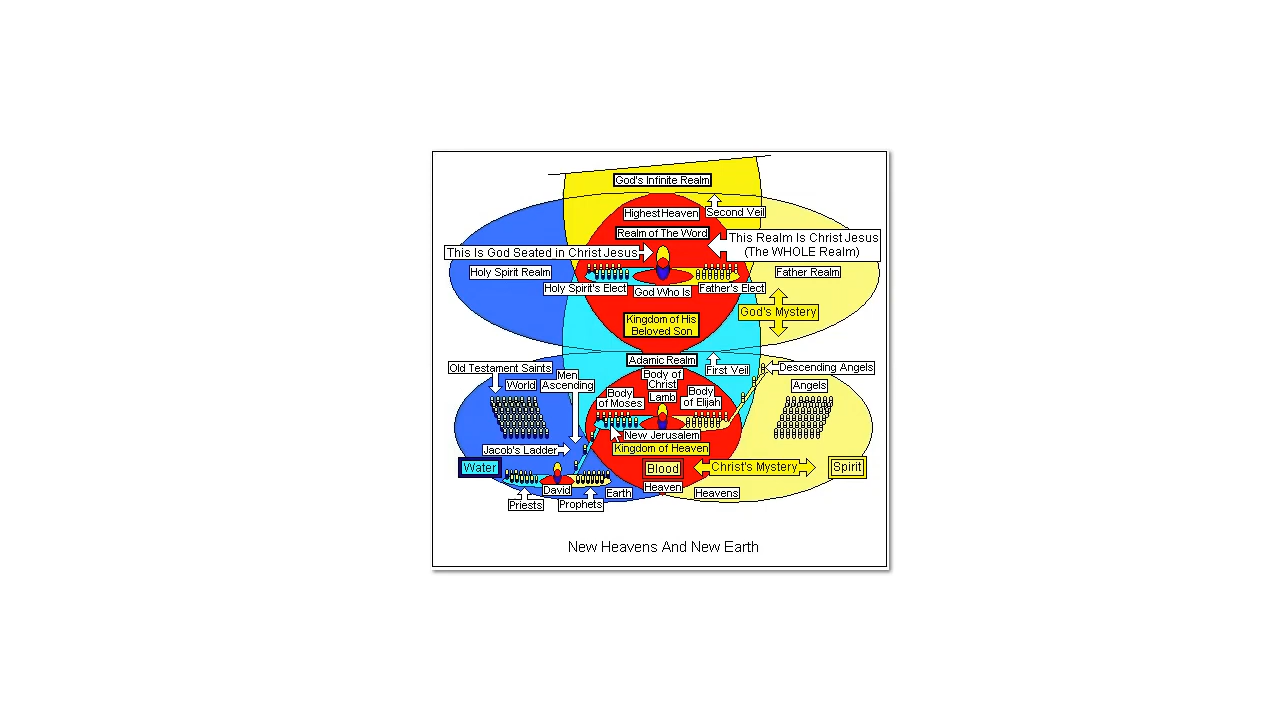 God's Infinite Realm
Highest Heaven
Second Veil
Realm of The Word
This Realm Is Christ Jesus
(The WHOLE Realm)
This Is God Seated in Christ Jesus
Holy Spirit Realm
Father Realm
Holy Spirit's Elect
God Who Is
Father's Elect
God's Mystery
Kingdom of His
Beloved Son
Adamic Realm
First Veil
Old Testament Saints
Descending Angels
World
Men
Ascending
Body of
Christ
Angels
Body
of Moses
Lamb
Body
of Elijah
New Jerusalem
Kingdom of Heaven
Jacob's Ladder
Water
Blood
Christ's Mystery
Spirit
David
Earth
Heaven
Heavens
Priests
Prophets
New Heavens And New Earth